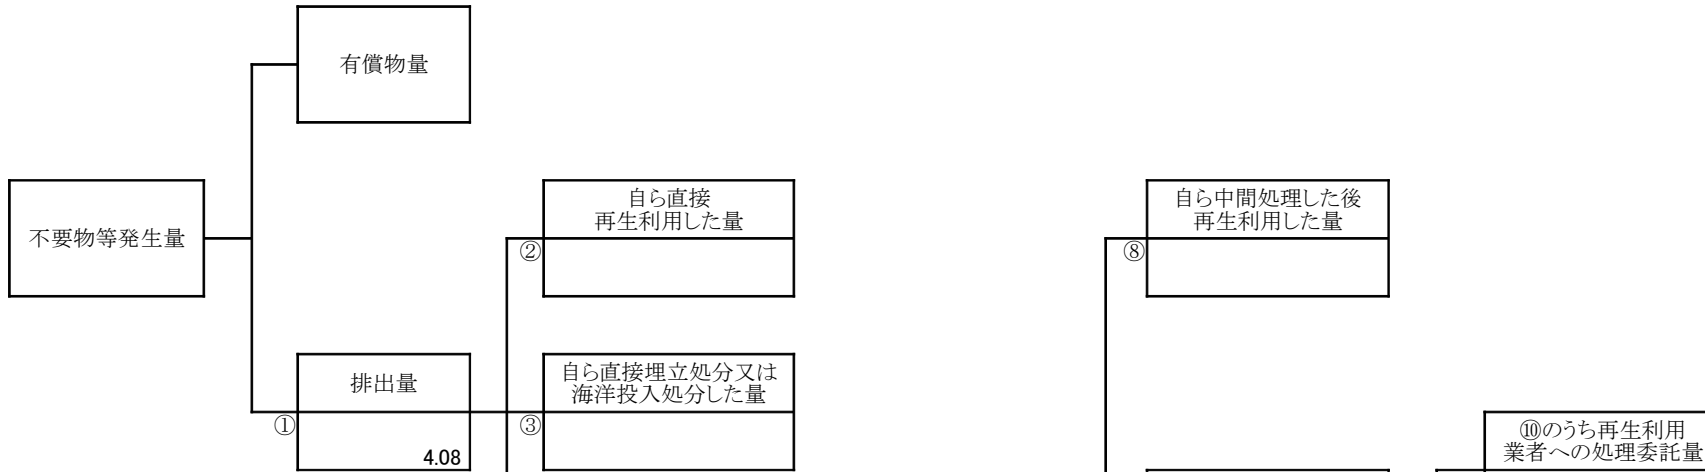 有償物量
不要物等発生量
自ら直接
再生利用した量
②
自ら中間処理した後
再生利用した量
⑧
排出量
①
4.08
自ら直接埋立処分又は
海洋投入処分した量
③
⑩のうち再生利用
業者への処理委託量